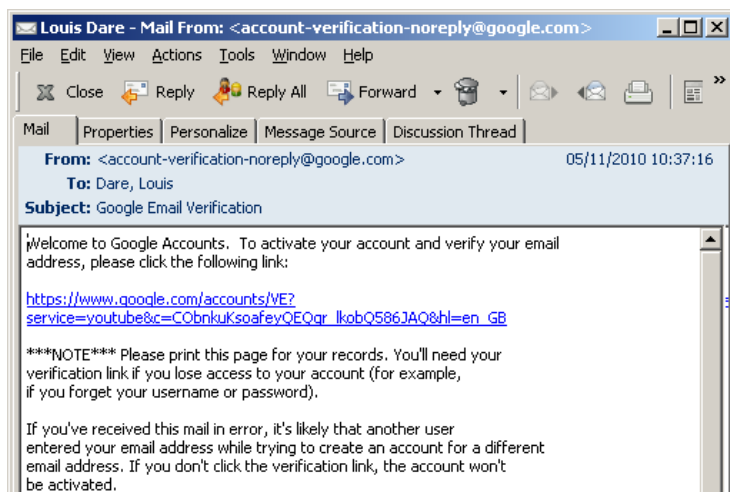 Louis Dare - Mail From: <account-verification-noreply@google.com>
File Edit View Actions Tools Window Help
Close Reply Reply All Forward »
Mail Properties Personalize Message Source Discussion Thread
From: <account-verification-noreply@google.com> 05/11/2010 10:37:16
To: Dare, Louis
Subject: Google Email Verification
Welcome to Google Accounts. To activate your account and verify your email
address, please click the following link:
https://www.google.com/accounts/VE?
service=youtube&c=CObnkuKsoafeyQEQgr_lkobQ586JAQ&hl=en_GB
***NOTE*** Please print this page for your records. You'll need your
verification link if you lose access to your account (for example,
if you forget your username or password).
If you've received this mail in error, it's likely that another user
entered your email address while trying to create an account for a different
email address. If you don't click the verification link, the account won't
be activated.